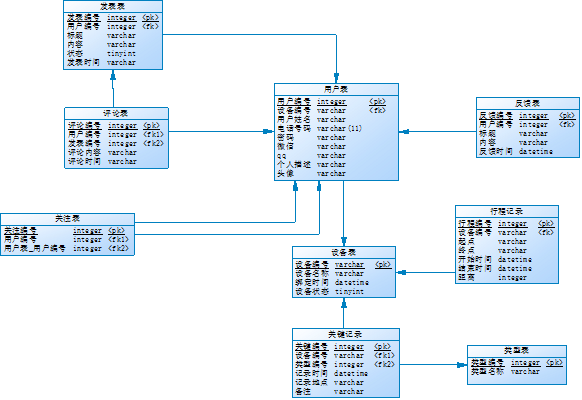 发表表
发表编号 integer <pk>
用户编号 integer <fk>
标题 varchar
内容 varchar
状态 tinyint
发表时间 varchar
评论表
评论编号 integer <pk>
用户编号 integer <fk1>
发表编号 integer <fk2>
评论内容 varchar
评论时间 varchar
用户表
用户编号 integer <pk>
设备编号 varchar <fk>
用户姓名 varchar
电话号码 varchar(11)
密码 varchar
微信 varchar
qq varchar
个人描述 varchar
头像 varchar
反馈表
反馈编号 integer <pk>
用户编号 integer <fk>
标题 varchar
内容 varchar
反馈时间 datetime
关注表
关注编号 integer <pk>
用户编号 integer <fk1>
用户表_用户编号 integer <fk2>
行程记录
行程编号 integer <pk>
设备编号 varchar <fk>
起点 varchar
终点 varchar
开始时间 datetime
结束时间 datetime
距离 integer
设备表
设备编号 varchar <pk>
设备名称 varchar
绑定时间 datetime
设备状态 tinyint
关键记录
关键编号 integer <pk>
设备编号 varchar <fk1>
类型编号 integer <fk2>
记录时间 datetime
记录地点 varchar
备注 varchar
类型表
类型编号 integer <pk>
类型名称 varchar